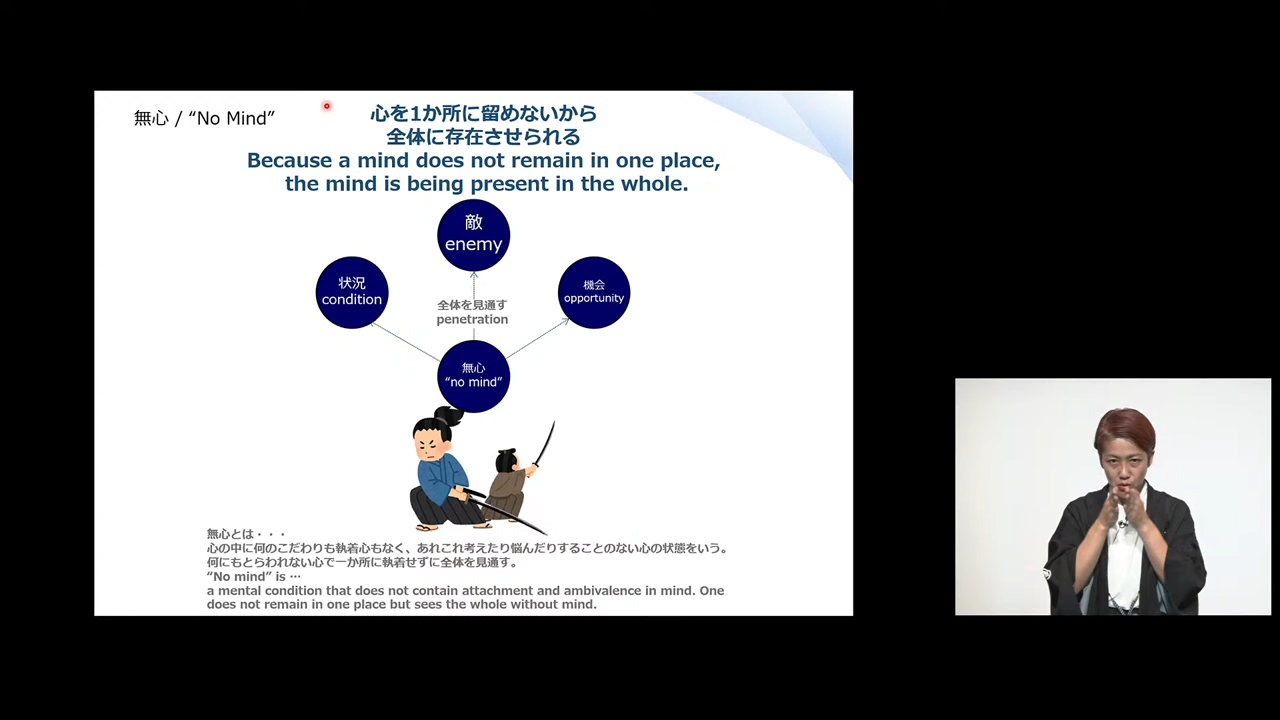 無心 / “No Mind”
心を1か所に留めないから
全体に存在させられる
Because a mind does not remain in one place,
the mind is being present in the whole.
敵
enemy
状況
condition
機会
opportunity
全体を見通す
penetration
無心
“no mind”
無心とは・・・
心の中に何のこだわりも執着心もなく、あれこれ考えたり悩んだりすることのない心の状態をいう。
何にもとらわれない心で一か所に執着せずに全体を見通す。
“No mind” is …
a mental condition that does not contain attachment and ambivalence in mind. One
does not remain in one place but sees the whole without mind.